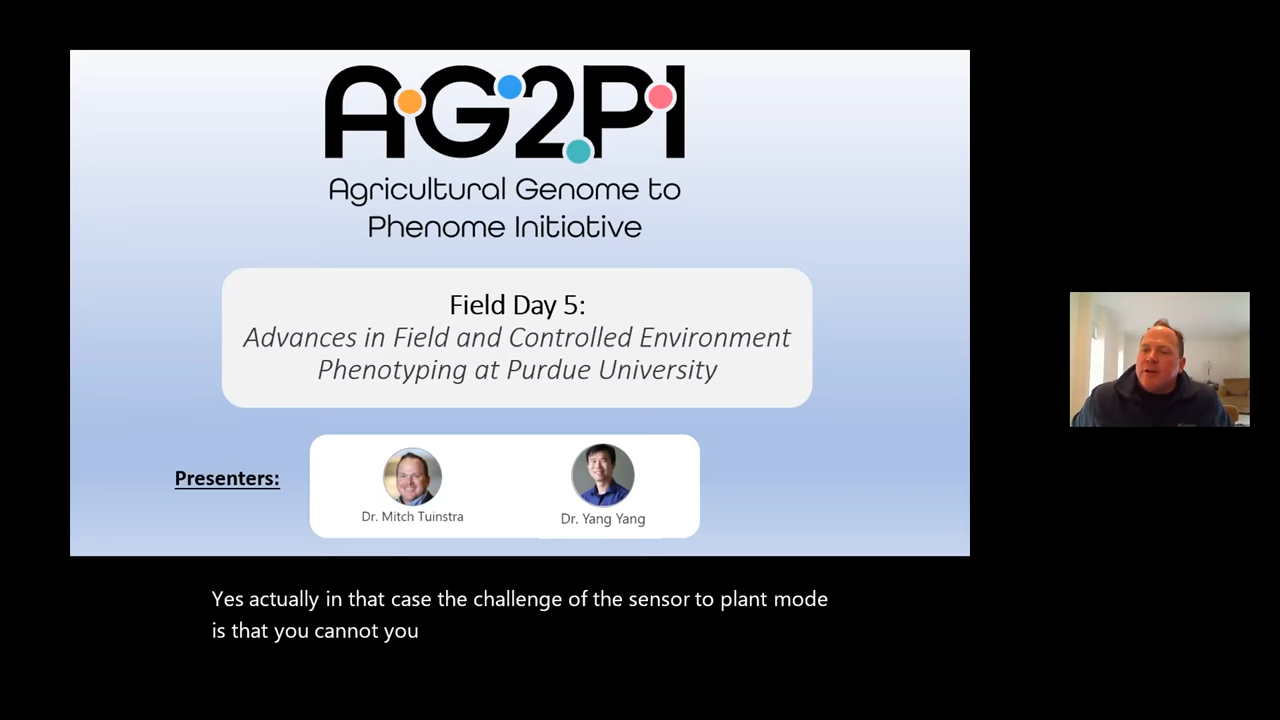 AG2PI
Agricultural Genome to
Phenome Initiative
Field Day 5:
Advances in Field and Controlled Environment
Phenotyping at Purdue University
Presenters:
Dr. Mitch Tuinstra
Dr. Yang Yang
Yes actually in that case the challenge of the sensor to plant mode
is that you cannot you